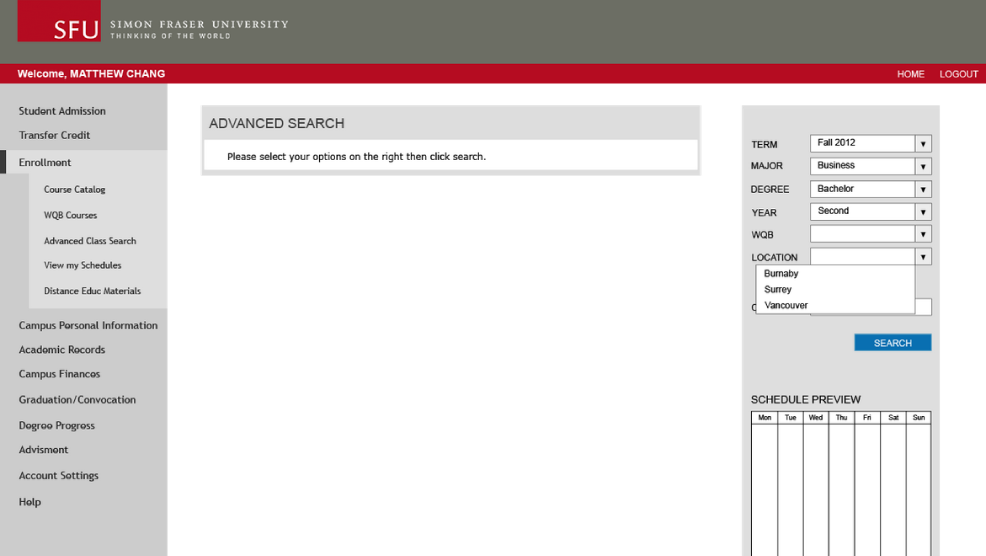 SFU
SIMON FRASER UNIVERSITY
THINKING OF THE WORLD
Welcome, MATTHEW CHANG
HOME LOGOUT
Student Admission
Transfer Credit
Enrollment
Course Catalog
WQB Courses
Advanced Class Search
View my Schedules
Distance Educ Materials
Campus Personal Information
Academic Records
Campus Finances
Graduation/Convocation
Degree Progress
Advisment
Account Settings
Help
ADVANCED SEARCH
Please select your options on the right then click search.
TERM Fall 2012
MAJOR Business
DEGREE Bachelor
YEAR Second
WQB
LOCATION
Burnaby
Surrey
Vancouver
SEARCH
SCHEDULE PREVIEW
Mon Tue Wed Thu Fri Sat Sun